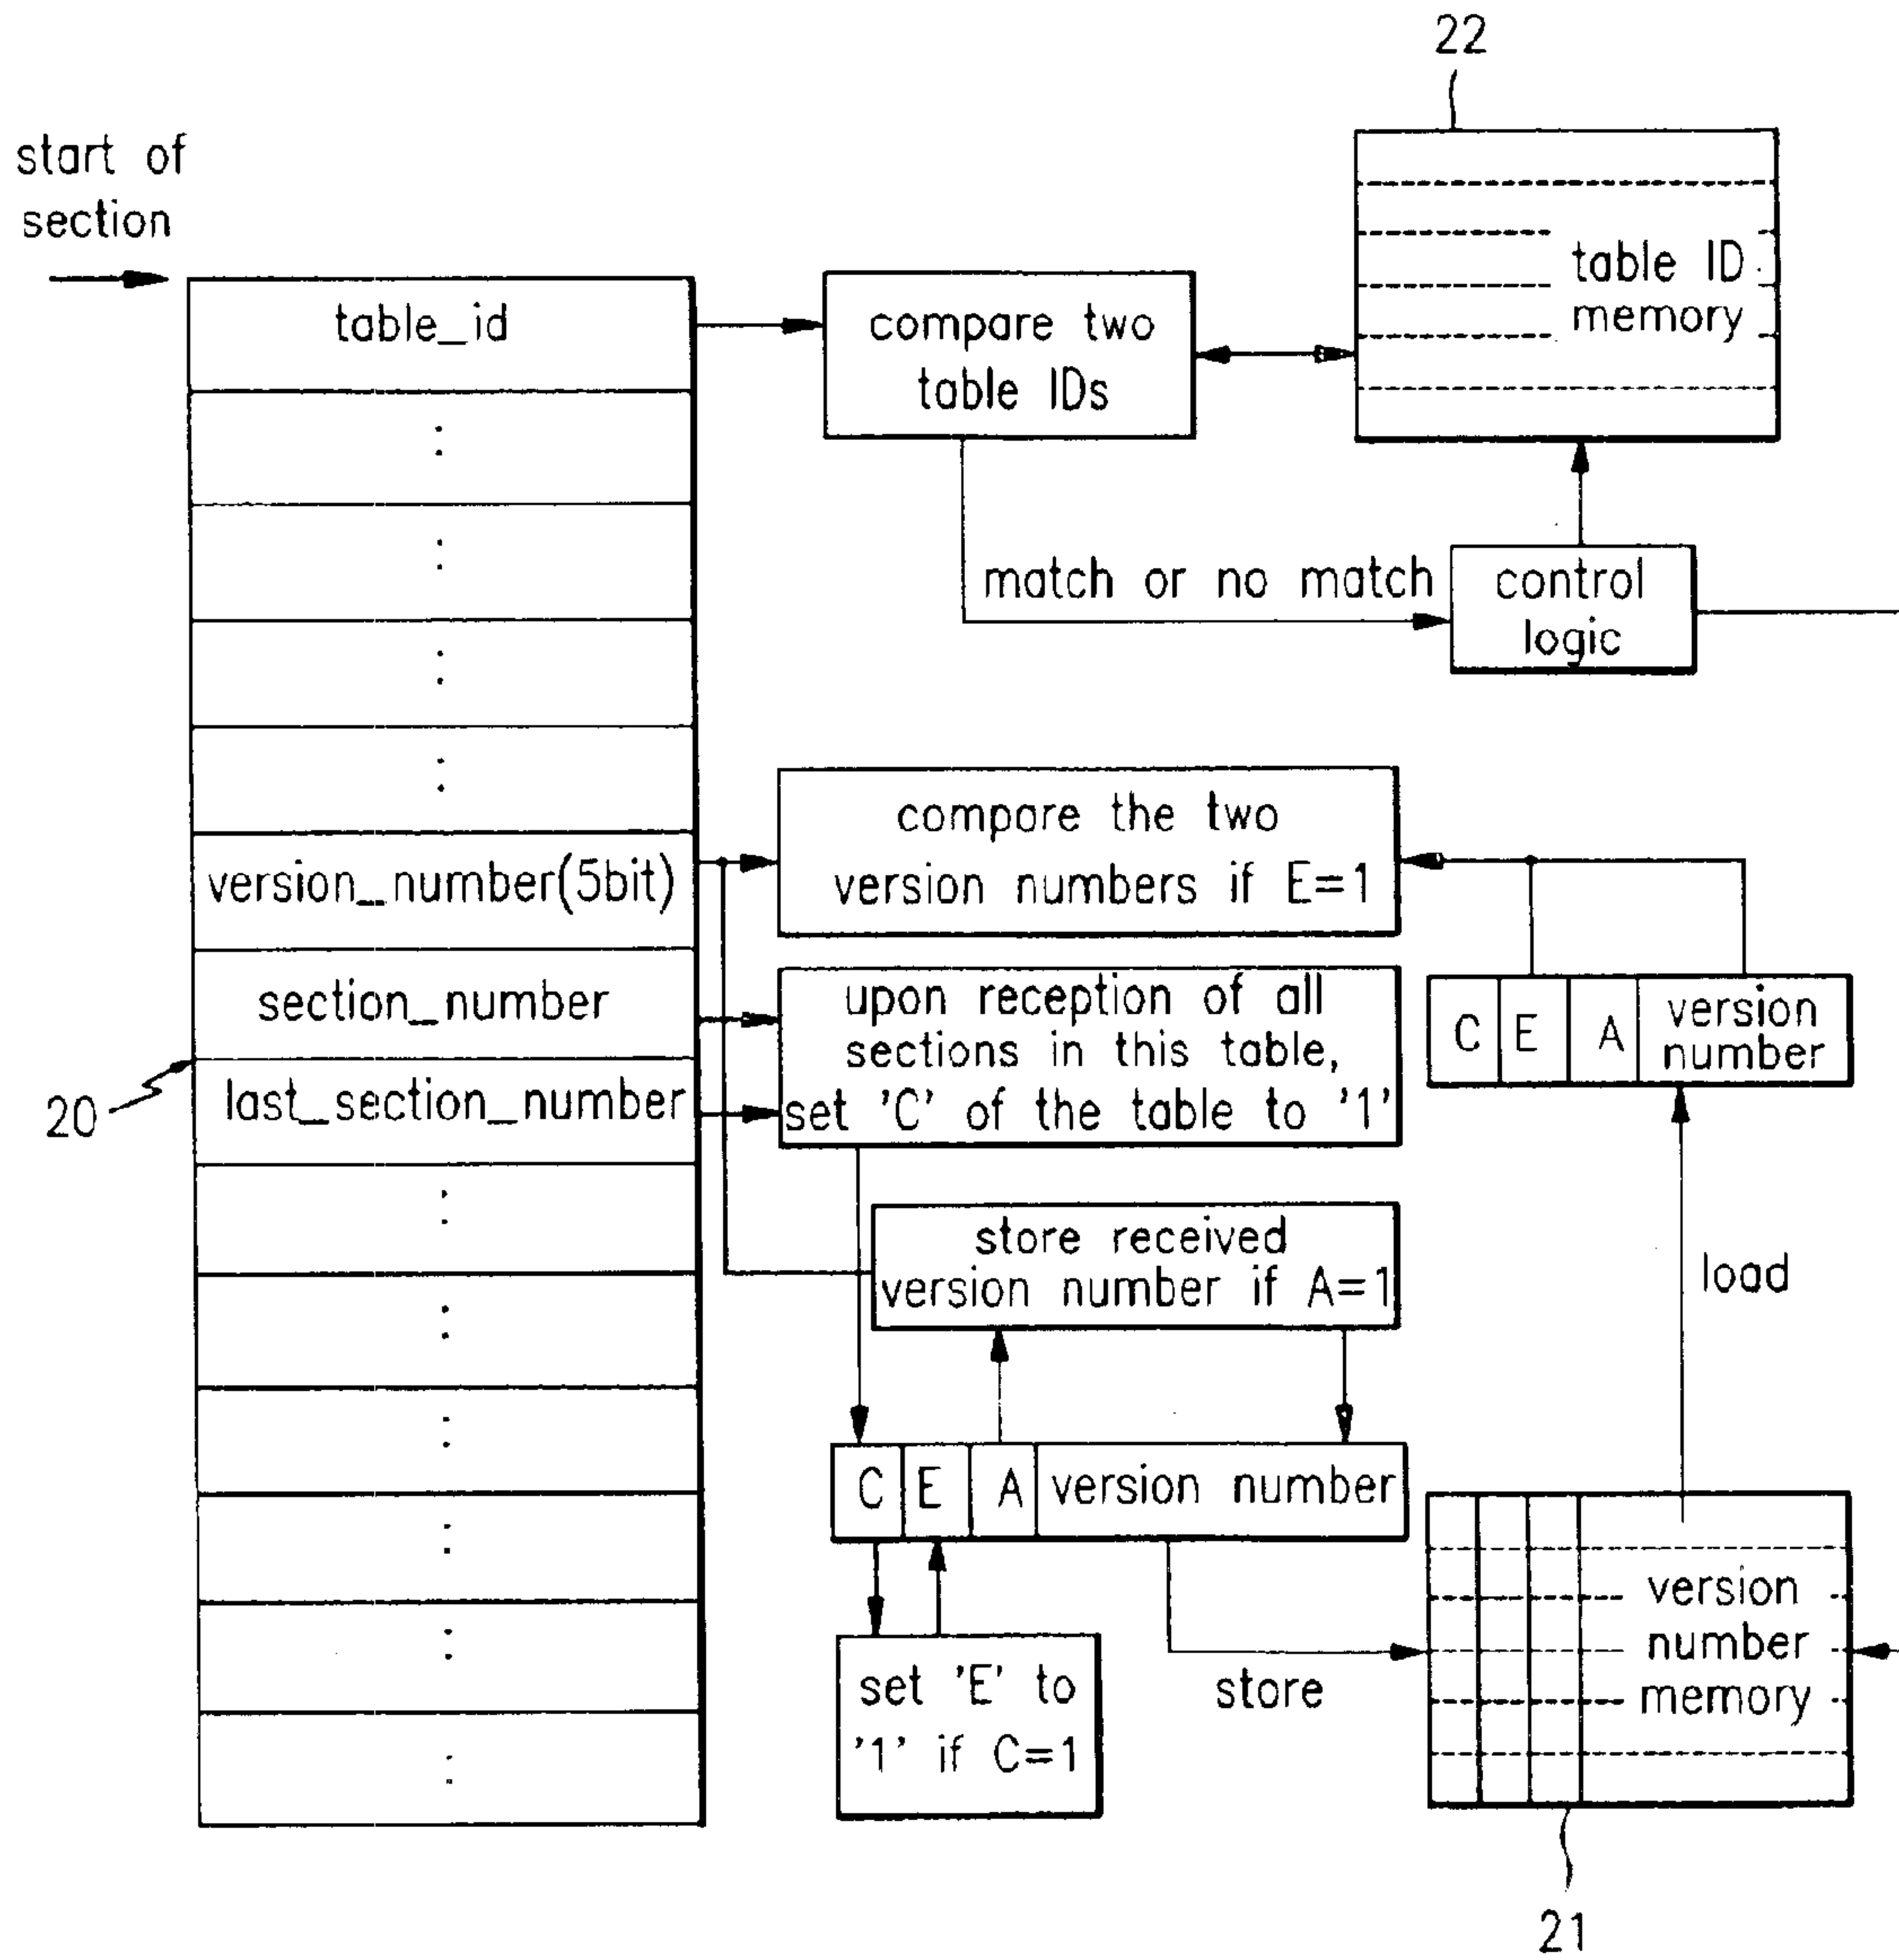 22
start of
section
table_id
compare two
table IDs
table ID
memory
match or no match
control
logic
version_number(5bit)
compare the two
version numbers if E=1
section_number
upon reception of all
sections in this table,
set 'C' of the table to '1'
C E A version
number
20
last_section_number
store received
version number if A=1
load
C E A version number
set 'E' to
'1' if C=1
store
version
number
memory
21